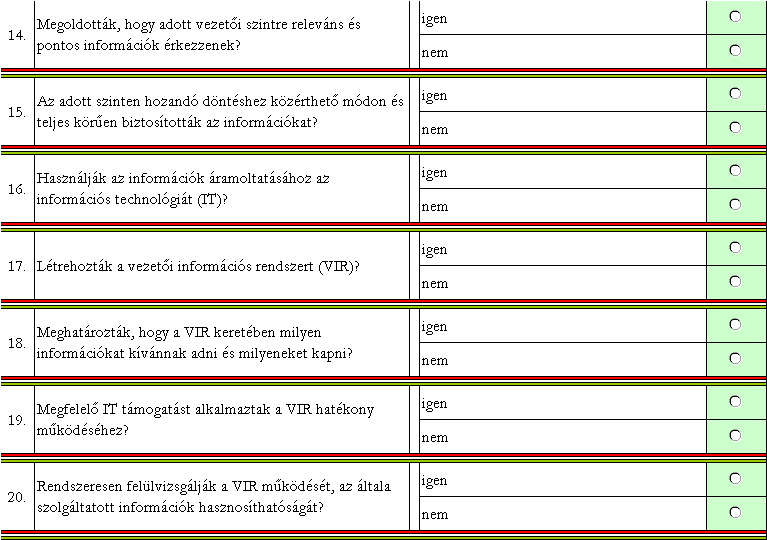 14.
Megoldották, hogy adott vezetői szintre releváns és
pontos információk érkezzenek?
igen
nem
15.
Az adott szinten hozandó döntéshez közérthető módon és
teljes körűen biztosították az információkat?
igen
nem
16.
Használják az információk áramoltatásához az
információs technológiát (IT)?
igen
nem
17.
Létrehozták a vezetői információs rendszert (VIR)?
igen
nem
18.
Meghatározták, hogy a VIR keretében milyen
információkat kívánnak adni és milyeneket kapni?
igen
nem
19.
Megfelelő IT támogatást alkalmaztak a VIR hatékony
működéséhez?
igen
nem
20.
Rendszeresen felülvizsgálják a VIR működését, az általa
szolgáltatott információk hasznosíthatóságát?
igen
nem